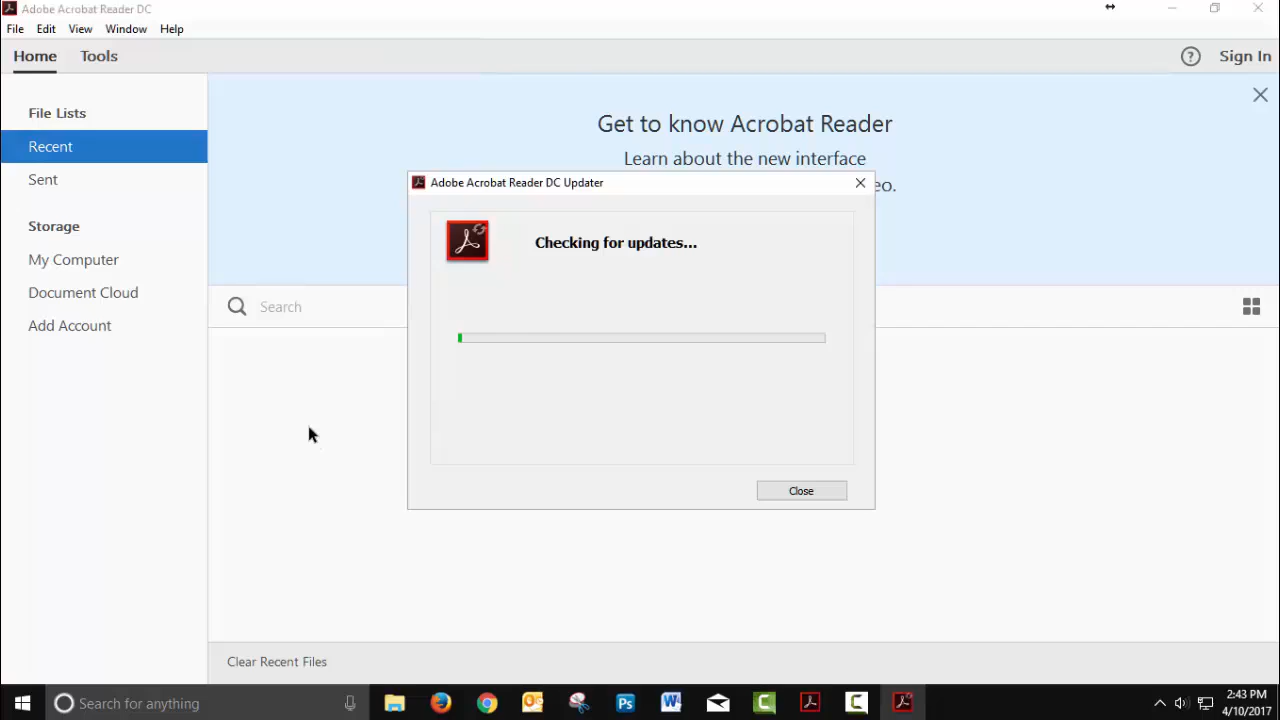 Adobe Acrobat Reader DC
File Edit View Window Help
Home Tools
Sign In
File Lists
Recent
Sent
Storage
My Computer
Document Cloud
Add Account
Get to know Acrobat Reader
Learn about the new interface
eo.
Adobe Acrobat Reader DC Updater
Checking for updates...
Close
Search
Clear Recent Files
Search for anything
2:43 PM
4/10/2017